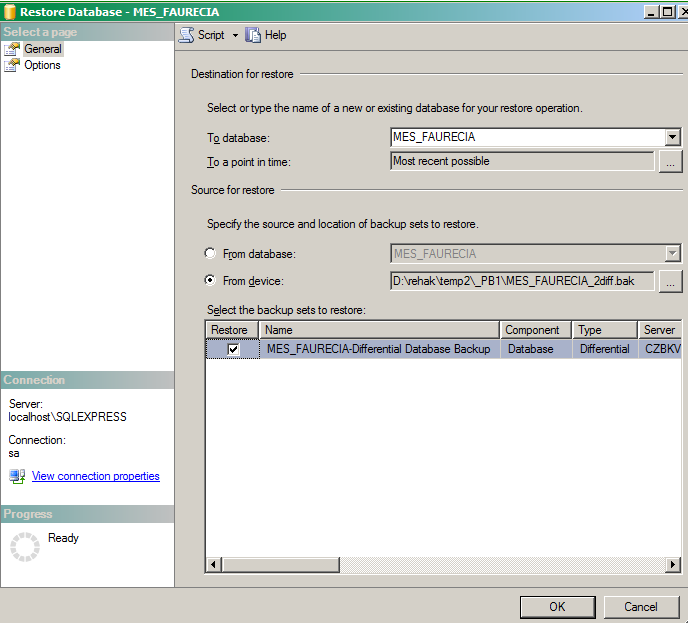 Restore Database - MES_FAURECIA
Select a page
General
Options
Script
Help
Destination for restore
Select or type the name of a new or existing database for your restore operation.
To database:
MES_FAURECIA
To a point in time:
Most recent possible
...
Source for restore
Specify the source and location of backup sets to restore.
From database:
MES_FAURECIA
From device:
D:\rehak\temp2\_PB1\MES_FAURECIA_2diff.bak
...
Select the backup sets to restore:
Restore Name Component Type Server
MES_FAURECIA-Differential Database Backup Database Differential CZBKV
Connection
Server:
localhost\SQLEXPRESS
Connection:
sa
View connection properties
Progress
Ready
OK
Cancel